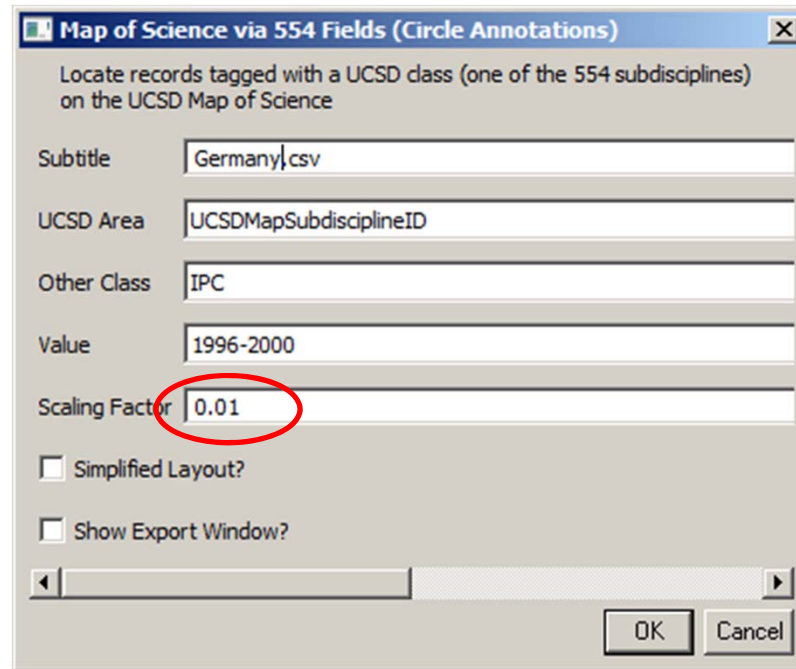 Map of Science via 554 Fields (Circle Annotations)
Locate records tagged with a UCSD class (one of the 554 subdisciplines)
on the UCSD Map of Science
Subtitle Germany.csv
UCSD Area UCSDMapSubdisciplineID
Other Class IPC
Value 1996-2000
Scaling Factor 0.01
Simplified Layout?
Show Export Window?
OK Cancel